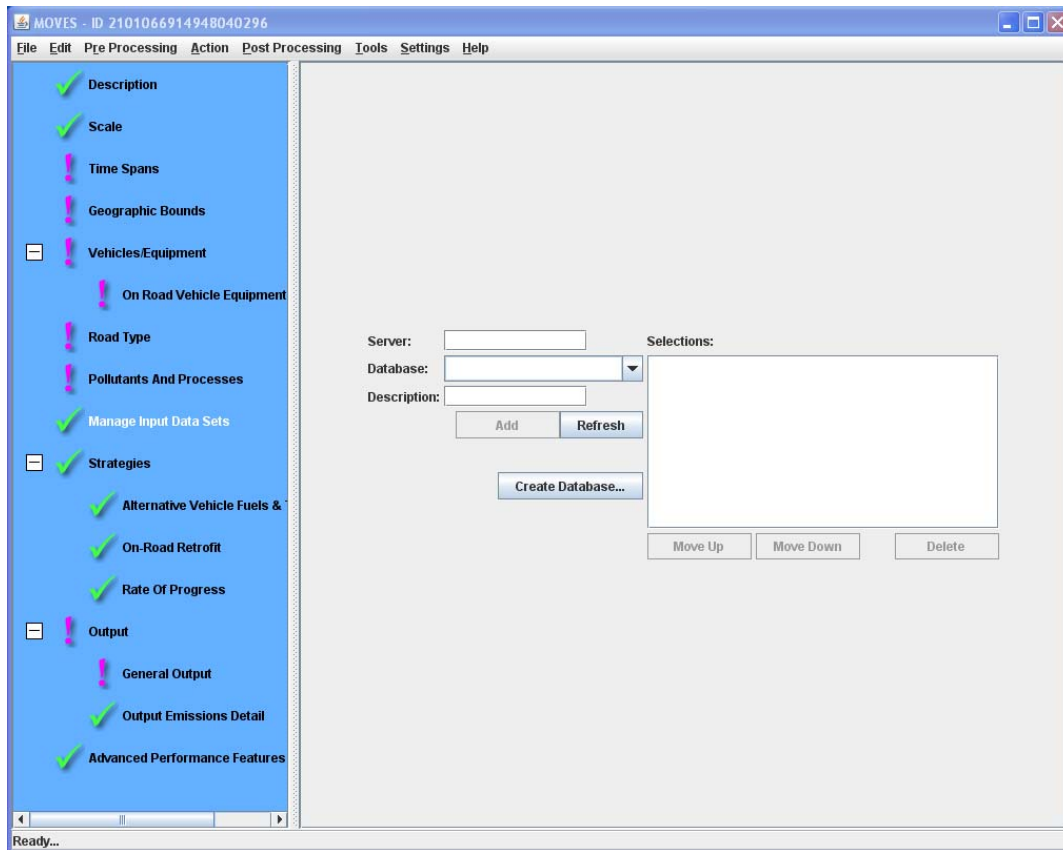 MOVES - ID 2101066914948040296
File Edit Pre Processing Action Post Processing Tools Settings Help
Description
Scale
Time Spans
Geographic Bounds
Vehicles/Equipment
On Road Vehicle Equipment
Road Type
Pollutants And Processes
Manage Input Data Sets
Strategies
Alternative Vehicle Fuels &
On-Road Retrofit
Rate Of Progress
Output
General Output
Output Emissions Detail
Advanced Performance Features
Server:
Database:
Description:
Add Refresh
Create Database...
Selections:
Move Up Move Down Delete
Ready...